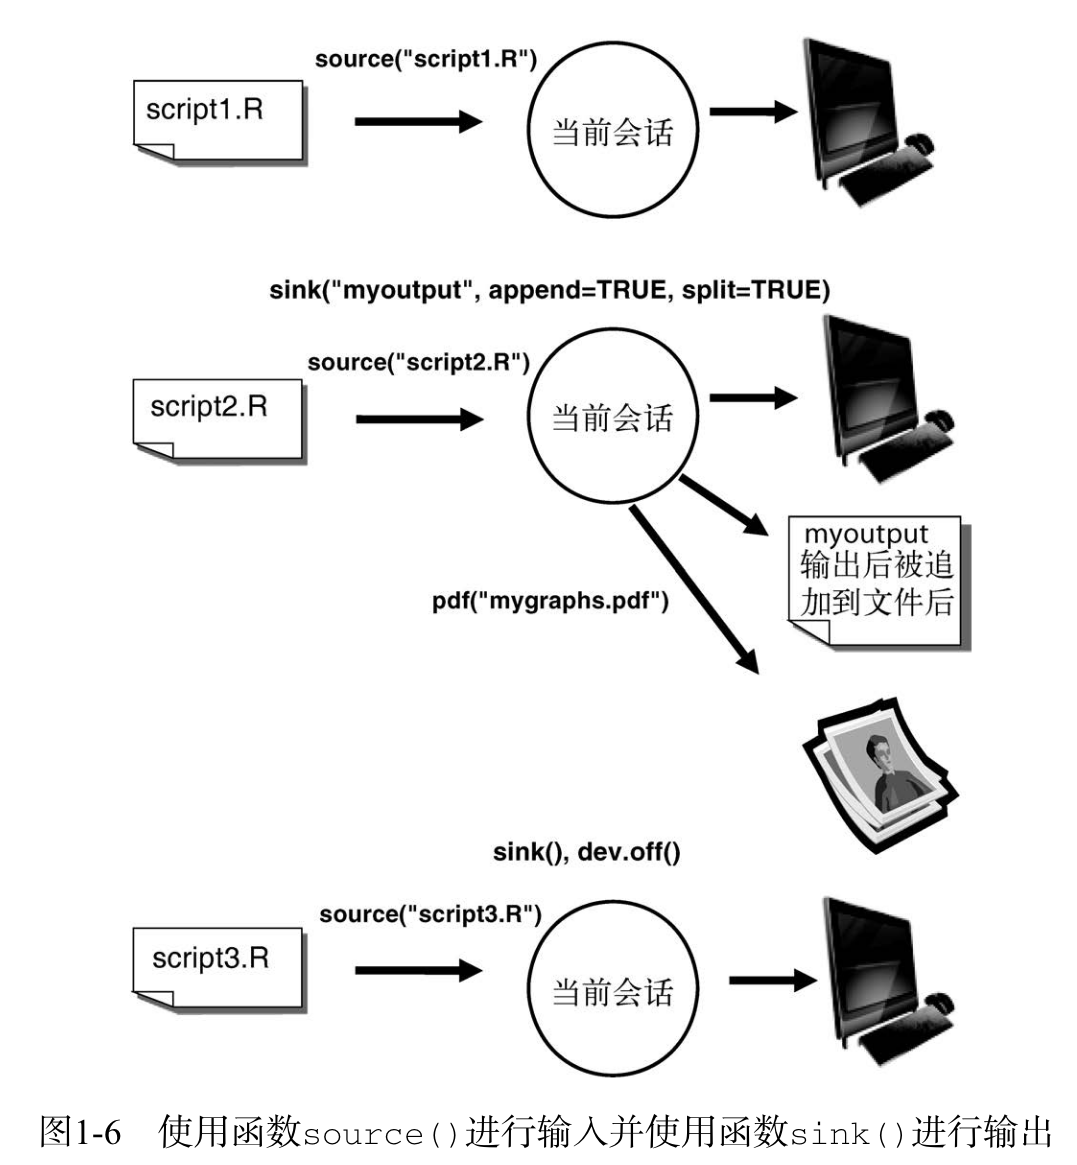 source("script1.R")
script1.R
当前会话
sink("myoutput", append=TRUE, split=TRUE)
source("script2.R")
script2.R
当前会话
myoutput
输出后被追
加到文件后
pdf("mygraphs.pdf")
sink(), dev.off()
source("script3.R")
script3.R
当前会话
图1-6 使用函数source()进行输入并使用函数sink()进行输出